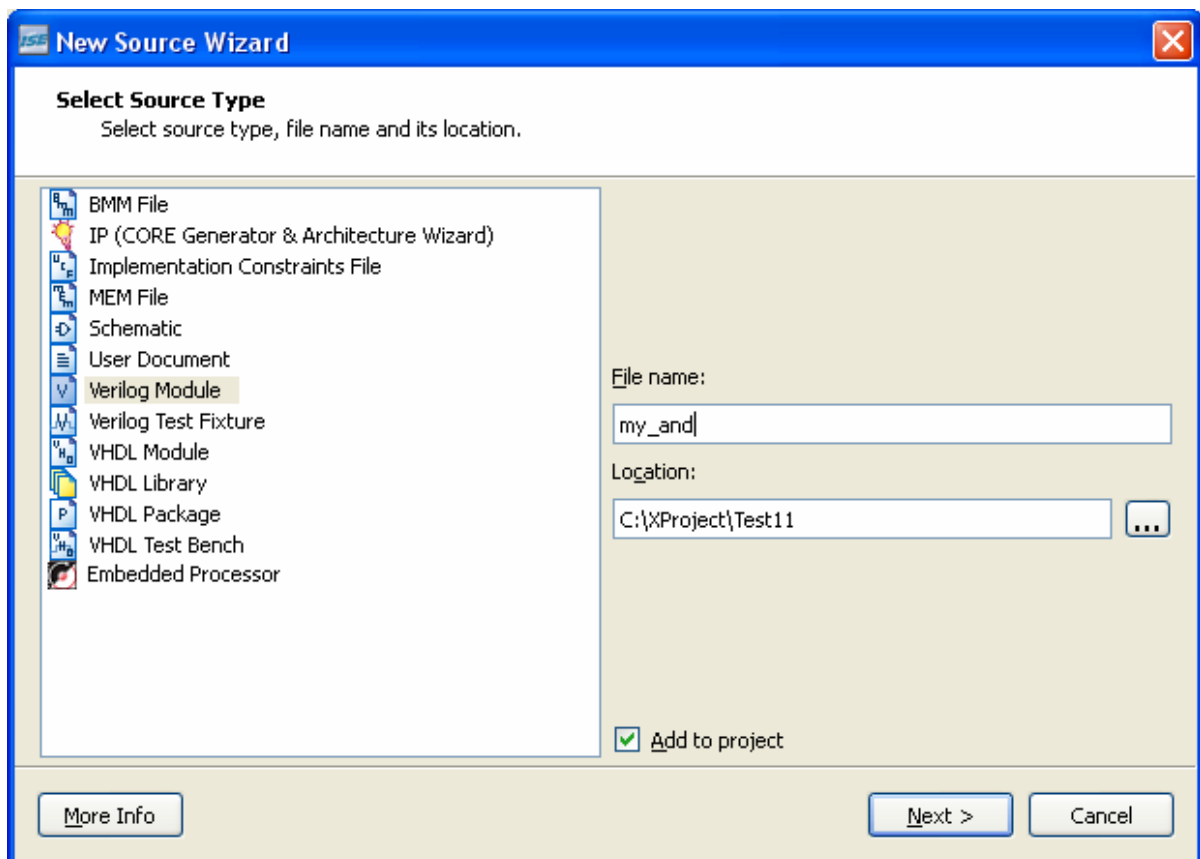 ISE New Source Wizard
Select Source Type
Select source type, file name and its location.
BMM File
IP (CORE Generator & Architecture Wizard)
Implementation Constraints File
MEM File
Schematic
User Document
Verilog Module
Verilog Test Fixture
VHDL Module
VHDL Library
VHDL Package
VHDL Test Bench
Embedded Processor
File name:
my_and
Location:
C:\XProject\Test11
...
Add to project
More Info
Next >
Cancel